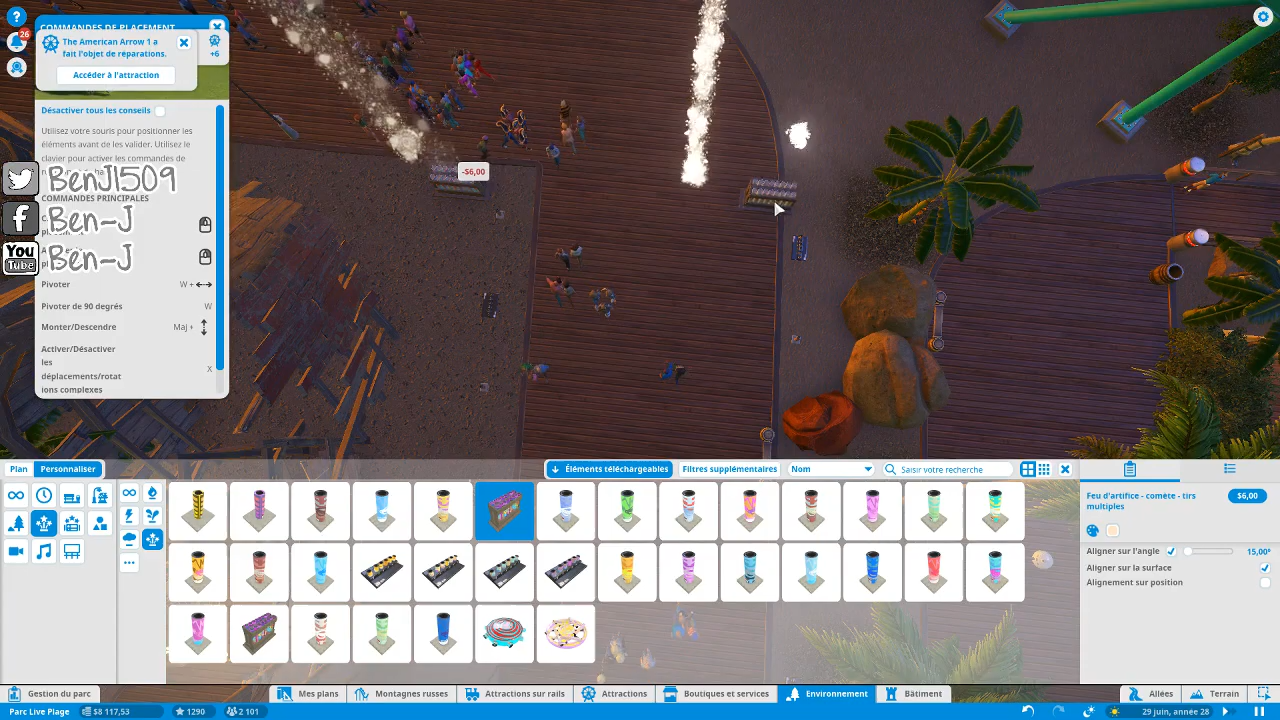 COMMANDES DE PLACEMENT
26
The American Arrow 1 a
fait l'objet de réparations.
+6
Accéder à l'attraction
Désactiver tous les conseils
Utilisez votre souris pour positionner les
éléments avant de les valider. Utilisez le
clavier pour activer les commandes de
BenJ1509
COMMANDES PRINCIPALES
Ben-J
You
Tube
Ben-J
Pivoter W +
Pivoter de 90 degrés W
Monter/Descendre Maj +
Activer/Désactiver
les
déplacements/rotat X
ions complexes
-$6,00
Plan Personnaliser
Éléments téléchargeables Filtres supplémentaires Nom Saisir votre recherche
Feu d'artifice - comète - tirs
multiples
$6,00
Aligner sur l'angle 15,00°
Aligner sur la surface
Alignement sur position
Gestion du parc Mes plans Montagnes russes Attractions sur rails Attractions Boutiques et services Environnement Bâtiment Allées Terrain
Parc Live Plage $8 117,53 1290 2 101 29 juin, année 28